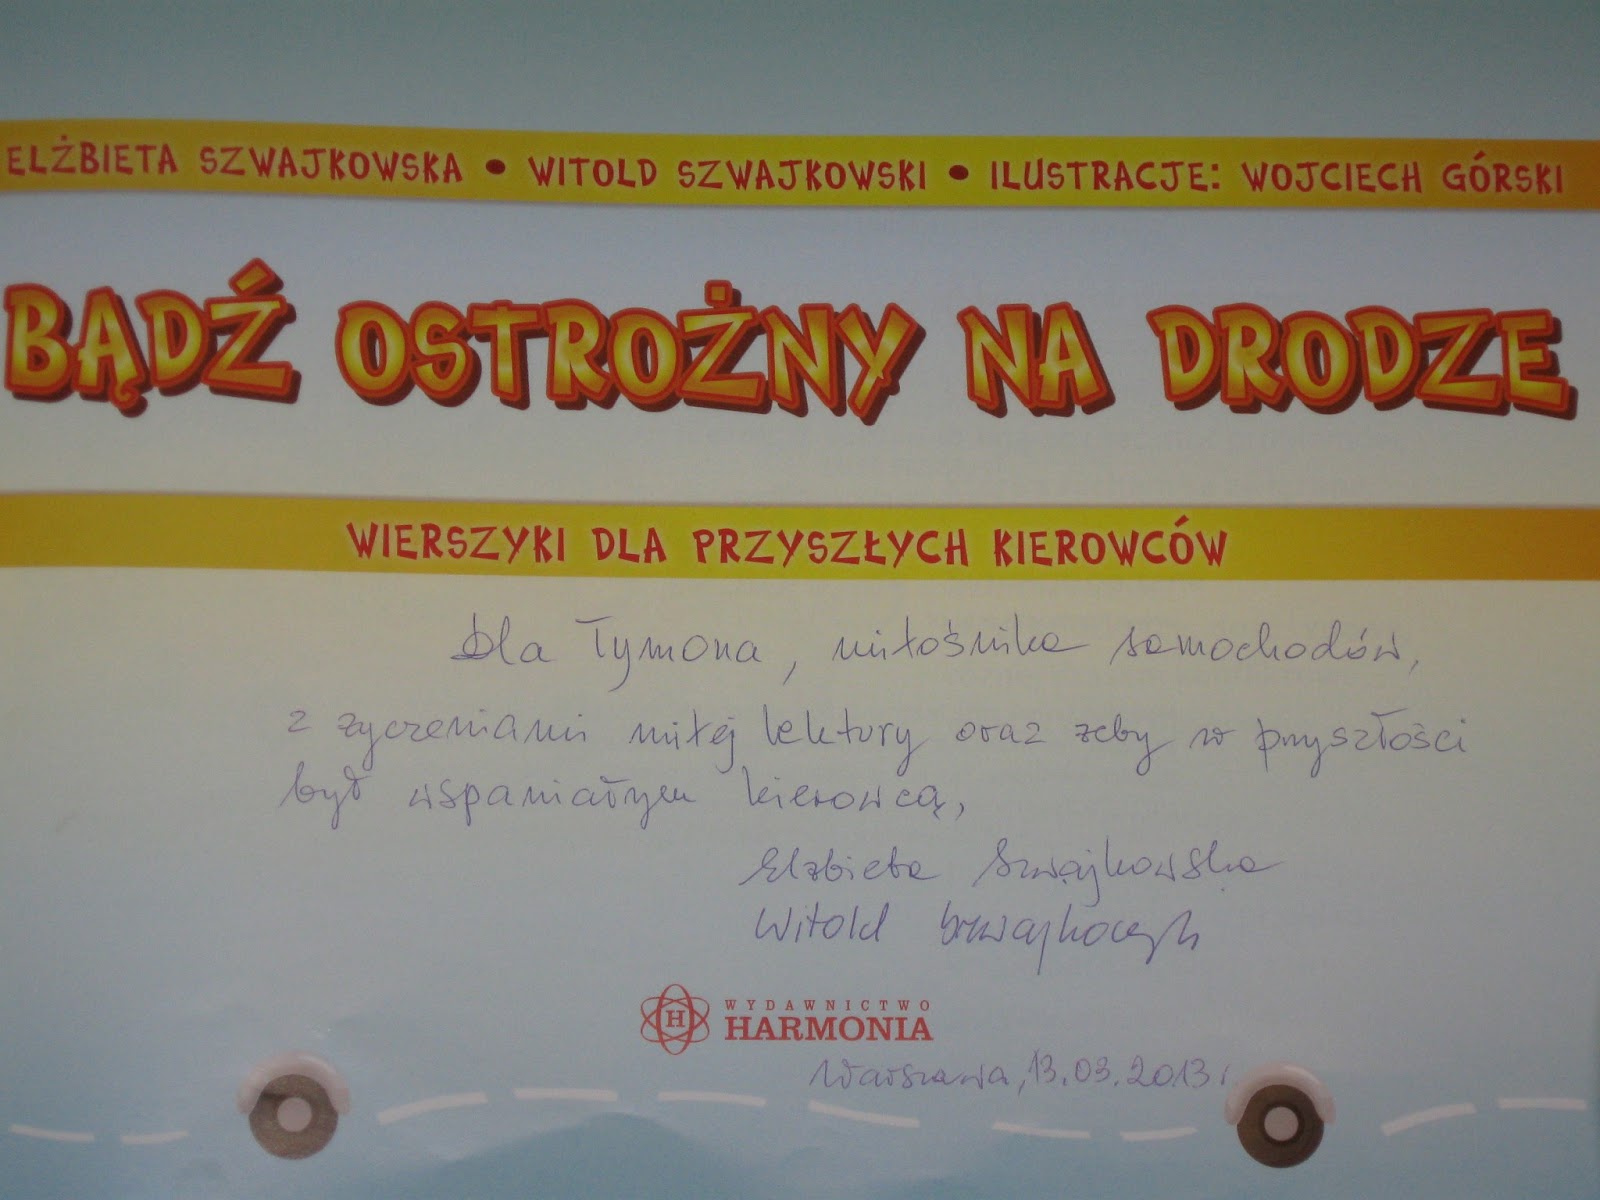 ELŻBIETA SZWAJKOWSKA • WITOLD SZWAJKOWSKI • ILUSTRACJE: WOJCIECH GÓRSKI
BĄDŹ OSTROŻNY NA DRODZE
WIERSZYKI DLA PRZYSZŁYCH KIEROWCÓW
Dla Tymona, miłośnika samochodów,
z życzeniami miłej lektury oraz żeby w przyszłości
był wspaniałym kierowcą,
Elżbieta Szwajkowska
Witold Szwajkowski
H WYDAWNICTWO
HARMONIA
Warszawa, 13.03.2013r.